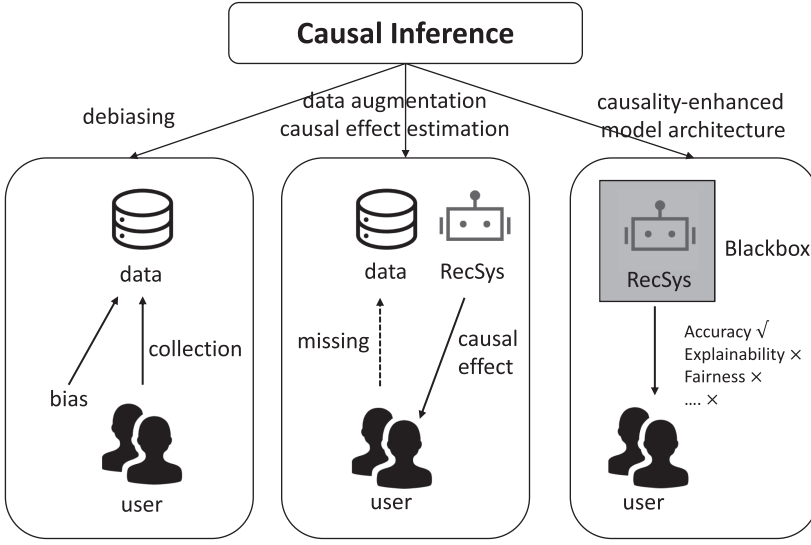 Causal Inference
debiasing
data augmentation
causal effect estimation
causality-enhanced
model architecture
data
collection
bias
user
data
RecSys
missing
causal
effect
user
RecSys
Blackbox
Accuracy √
Explainability ×
Fairness ×
.... ×
user